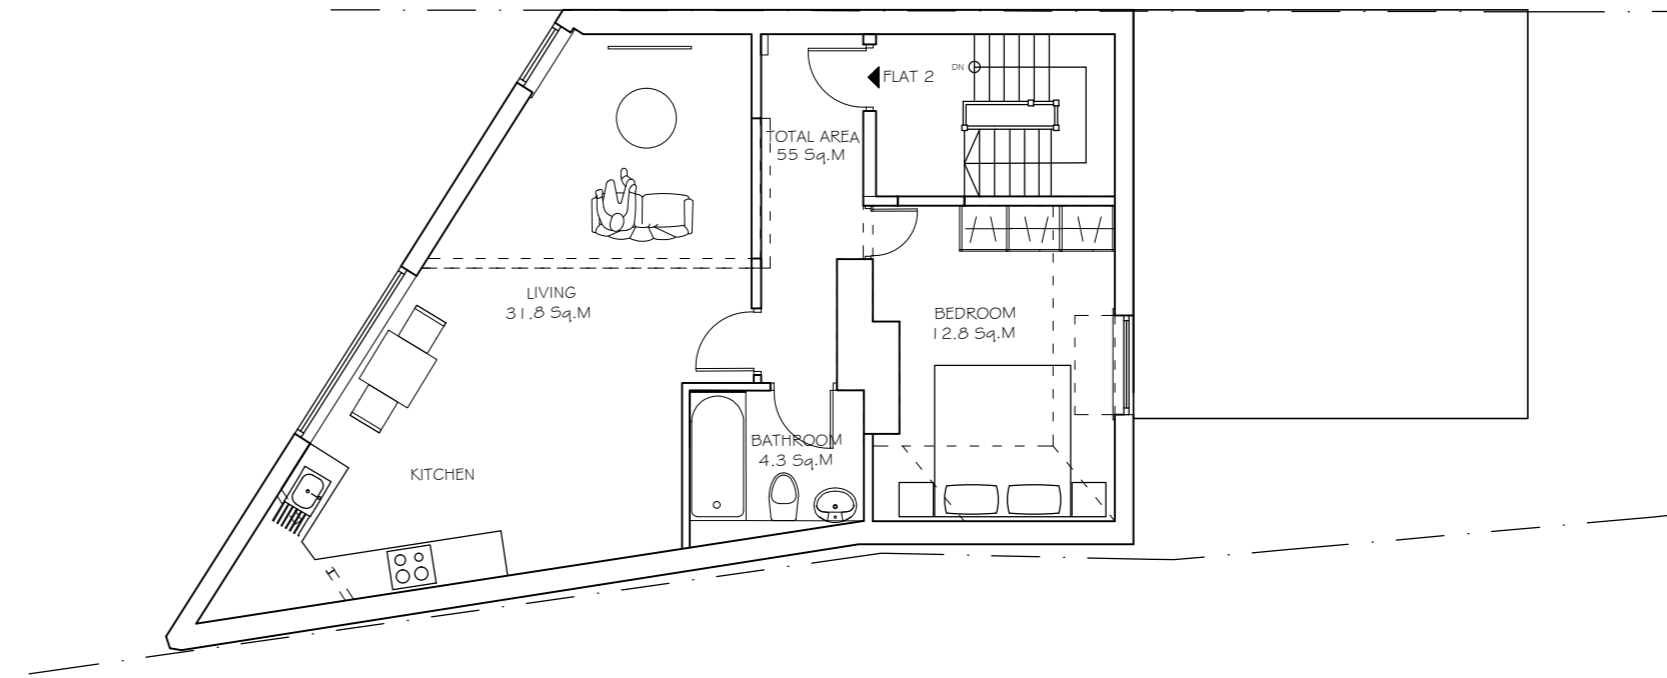 DN
FLAT 2
TOTAL AREA
55 Sq.M
LIVING
31.8 Sq.M
BEDROOM
12.8 Sq.M
BATHROOM
4.3 Sq.M
KITCHEN